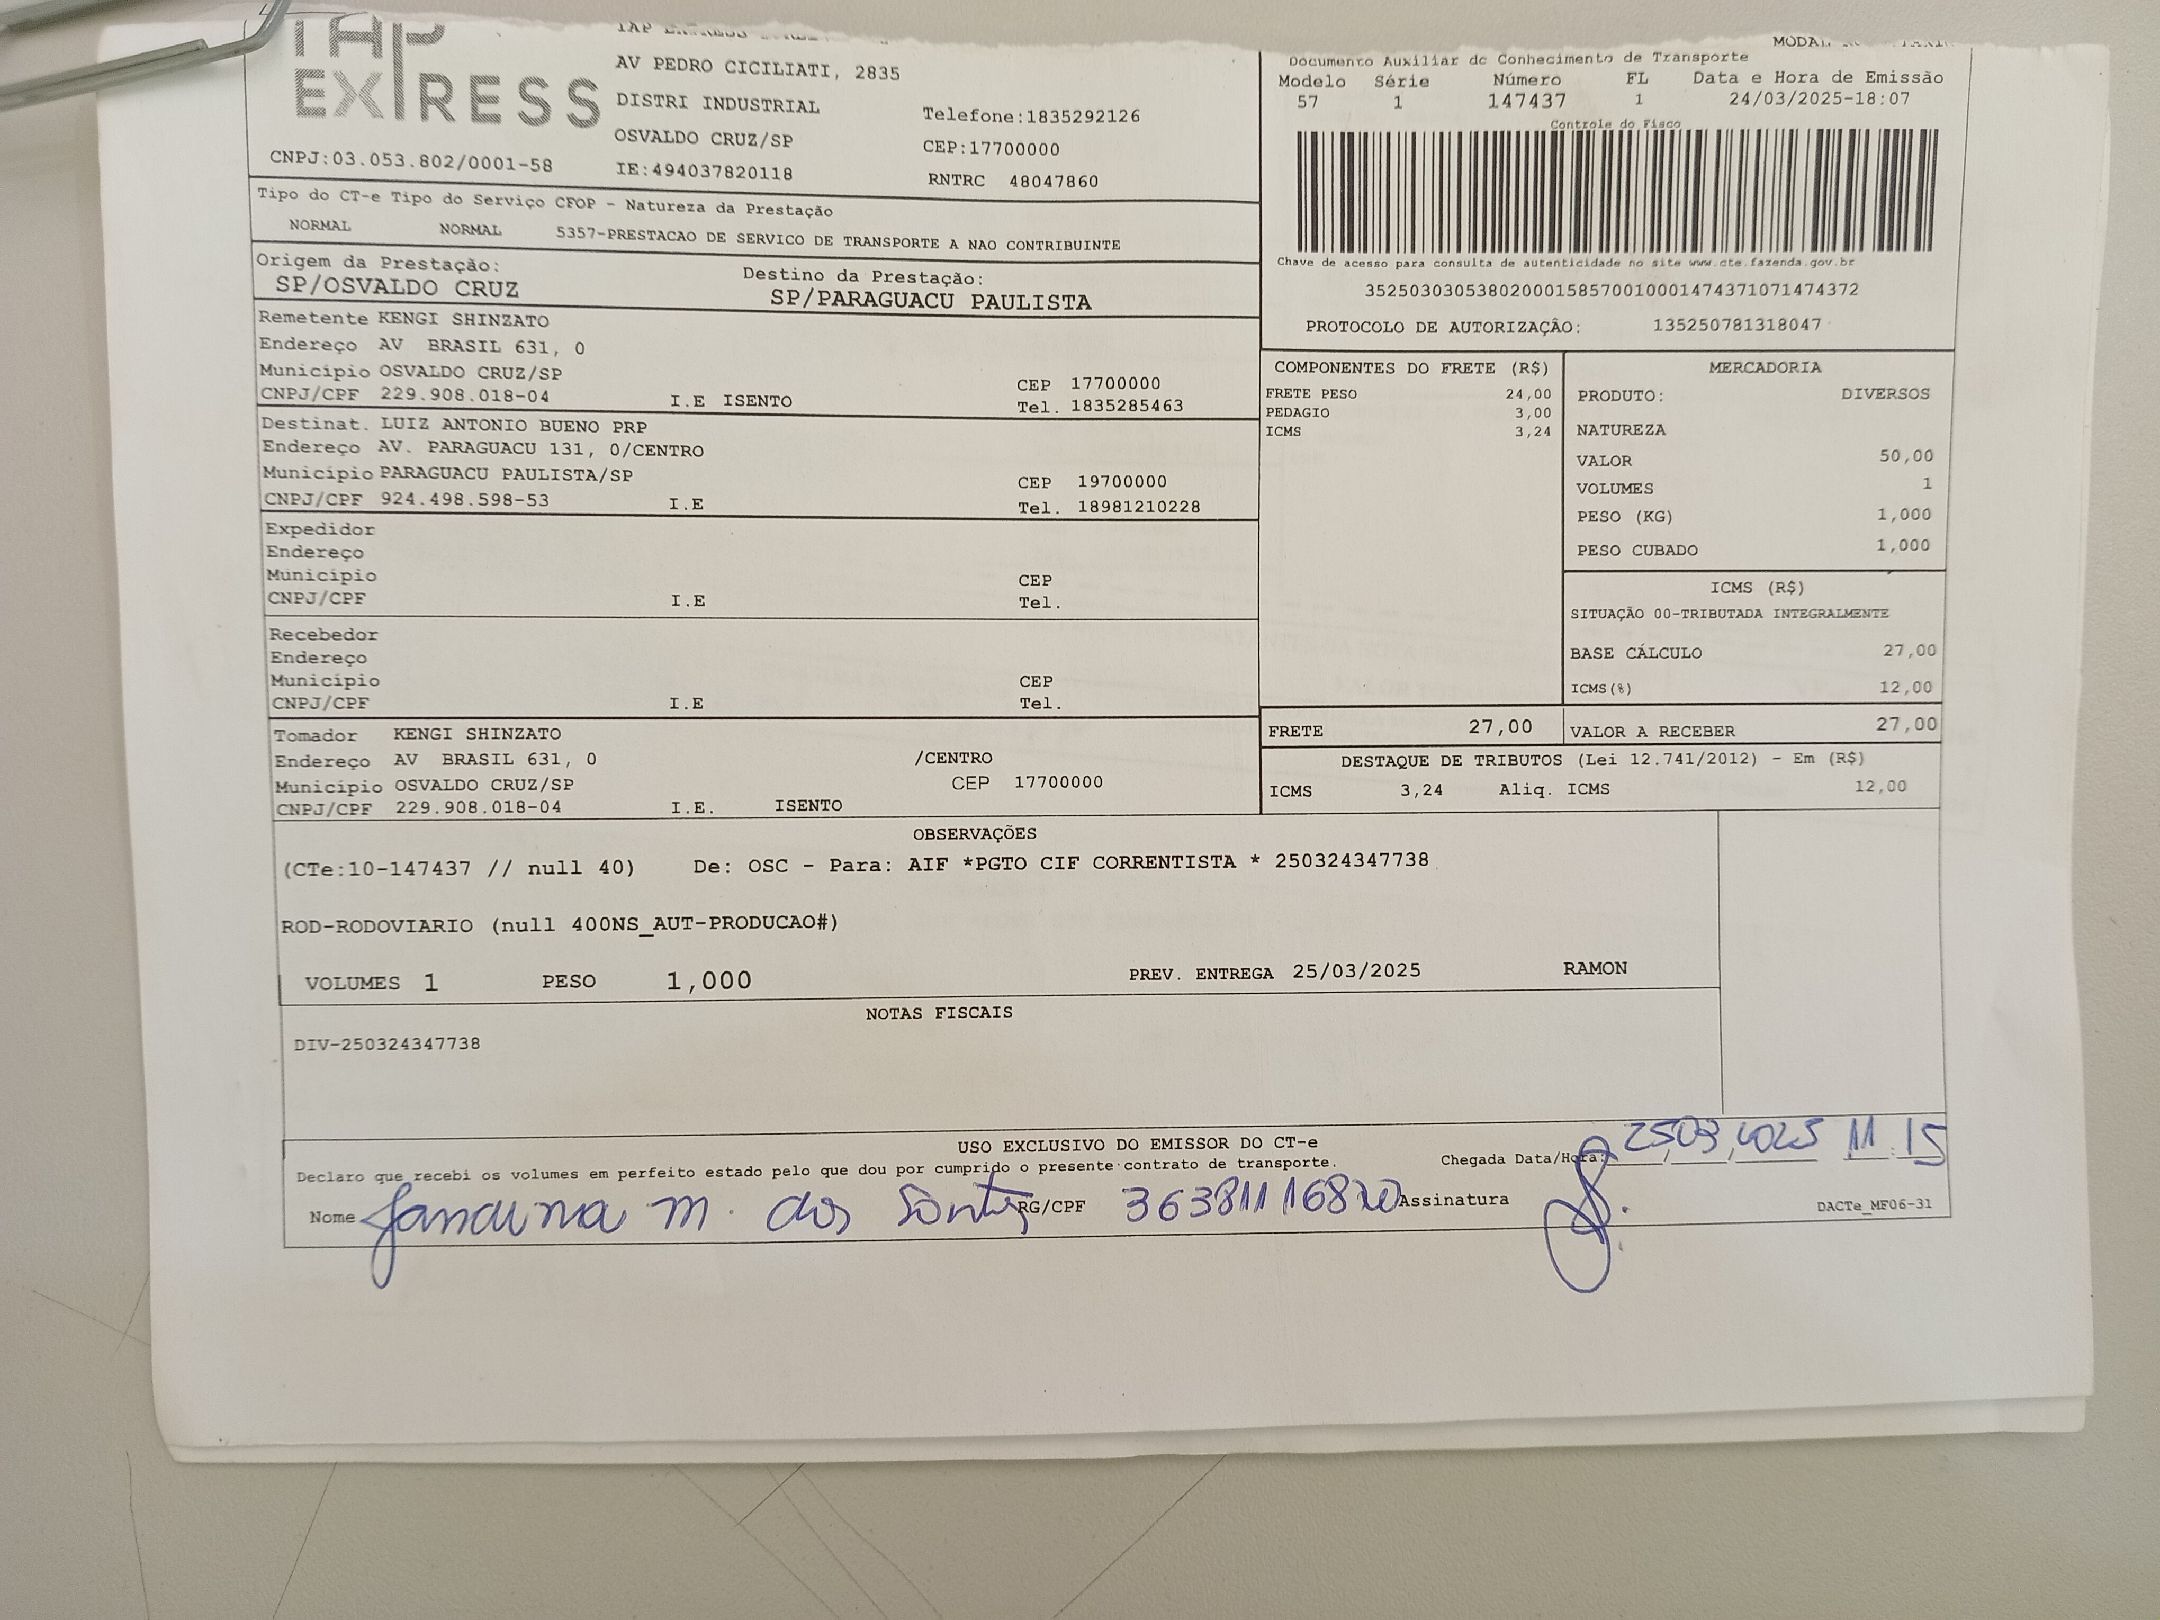 TAP
EXPRESS
AV PEDRO CICILIATI, 2835
DISTRI INDUSTRIAL
OSVALDO CRUZ/SP
IE:494037820118
Telefone:1835292126
CEP:17700000
RNTRC 48047860
CNPJ:03.053.802/0001-58
Documento Auxiliar de Conhecimento de Transporte
Modelo Série Número FL Data e Hora de Emissão
57 1 147437 1 24/03/2025-18:07
Controle do Fisco
Chave de acesso para consulta de autenticidade no site www.cte.fazenda.gov.br
35250303053802000158570010001474371071474372
PROTOCOLO DE AUTORIZAÇÃO: 135250781318047
Tipo do CT-e Tipo do Serviço CFOP - Natureza da Prestação
NORMAL NORMAL 5357-PRESTACAO DE SERVICO DE TRANSPORTE A NAO CONTRIBUINTE
Origem da Prestação: Destino da Prestação:
SP/OSVALDO CRUZ SP/PARAGUACU PAULISTA
Remetente KENGI SHINZATO
Endereço AV BRASIL 631, 0
Município OSVALDO CRUZ/SP CEP 17700000
CNPJ/CPF 229.908.018-04 I.E ISENTO Tel. 1835285463
Destinat. LUIZ ANTONIO BUENO PRP
Endereço AV. PARAGUACU 131, 0/CENTRO
Município PARAGUACU PAULISTA/SP CEP 19700000
CNPJ/CPF 924.498.598-53 I.E Tel. 18981210228
Expedidor
Endereço
Município CEP
CNPJ/CPF I.E Tel.
Recebedor
Endereço
Município CEP
CNPJ/CPF I.E Tel.
Tomador KENGI SHINZATO
Endereço AV BRASIL 631, 0 /CENTRO
Município OSVALDO CRUZ/SP CEP 17700000
CNPJ/CPF 229.908.018-04 I.E. ISENTO
COMPONENTES DO FRETE (R$)
FRETE PESO 24,00
PEDAGIO 3,00
ICMS 3,24
MERCADORIA
PRODUTO: DIVERSOS
NATUREZA
VALOR 50,00
VOLUMES 1
PESO (KG) 1,000
PESO CUBADO 1,000
ICMS (R$)
SITUAÇÃO 00-TRIBUTADA INTEGRALMENTE
BASE CÁLCULO 27,00
ICMS(%) 12,00
FRETE 27,00 VALOR A RECEBER 27,00
DESTAQUE DE TRIBUTOS (Lei 12.741/2012) - Em (R$)
ICMS 3,24 Aliq. ICMS 12,00
OBSERVAÇÕES
(CTe:10-147437 // null 40) De: OSC - Para: AIF *PGTO CIF CORRENTISTA * 250324347738
ROD-RODOVIARIO (null 400NS_AUT-PRODUCAO#)
VOLUMES 1 PESO 1,000 PREV. ENTREGA 25/03/2025 RAMON
NOTAS FISCAIS
DIV-250324347738
USO EXCLUSIVO DO EMISSOR DO CT-e
Declaro que recebi os volumes em perfeito estado pelo que dou por cumprido o presente contrato de transporte. Chegada Data/Hora: 25 03 2025 11:15
Nome Janaina m. dos Santos RG/CPF 36381116820 Assinatura
DACTe_MF06-31